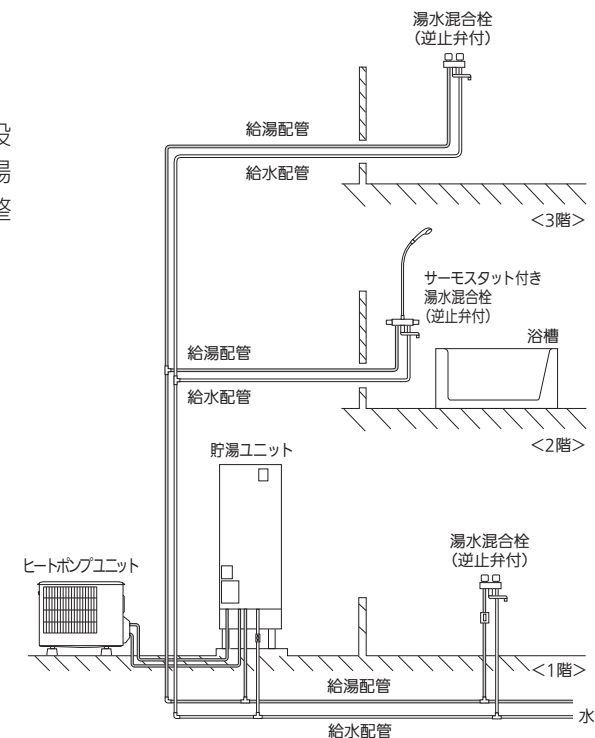 湯水混合栓
（逆止弁付）
給湯配管
給水配管
<3階>
設
湯
整
サーモスタット付き
湯水混合栓
（逆止弁付）
浴槽
給湯配管
給水配管
<2階>
貯湯ユニット
ヒートポンプユニット
湯水混合栓
（逆止弁付）
<1階>
給湯配管
水
給水配管